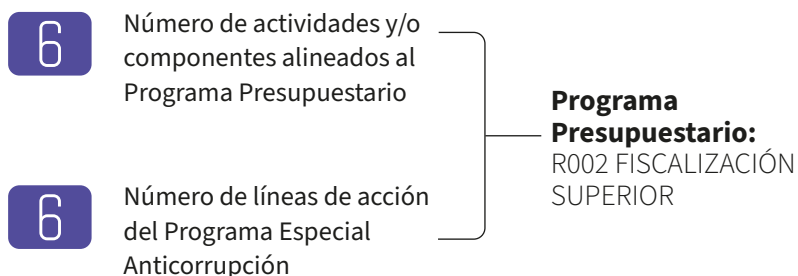 6
Número de actividades y/o
componentes alineados al
Programa Presupuestario
Programa
Presupuestario:
R002 FISCALIZACIÓN
SUPERIOR
6
Número de líneas de acción
del Programa Especial
Anticorrupción